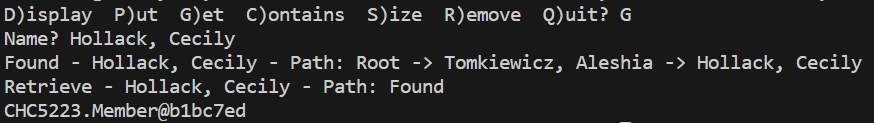 D)isplay  P)ut  G)et  C)ontains  S)ize  R)emove  Q)uit? G
Name? Hollack, Cecily
Found - Hollack, Cecily - Path: Root -> Tomkiewicz, Aleshia -> Hollack, Cecily
Retrieve - Hollack, Cecily - Path: Found
CHC5223.Member@b1bc7ed